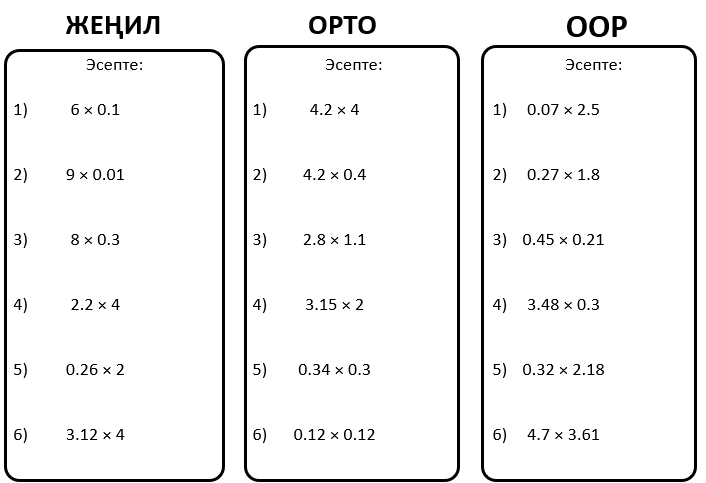 ЖЕҢИЛ
Эсепте:
1) 6 × 0.1
2) 9 × 0.01
3) 8 × 0.3
4) 2.2 × 4
5) 0.26 × 2
6) 3.12 × 4
ОРТО
Эсепте:
1) 4.2 × 4
2) 4.2 × 0.4
3) 2.8 × 1.1
4) 3.15 × 2
5) 0.34 × 0.3
6) 0.12 × 0.12
ООР
Эсепте:
1) 0.07 × 2.5
2) 0.27 × 1.8
3) 0.45 × 0.21
4) 3.48 × 0.3
5) 0.32 × 2.18
6) 4.7 × 3.61